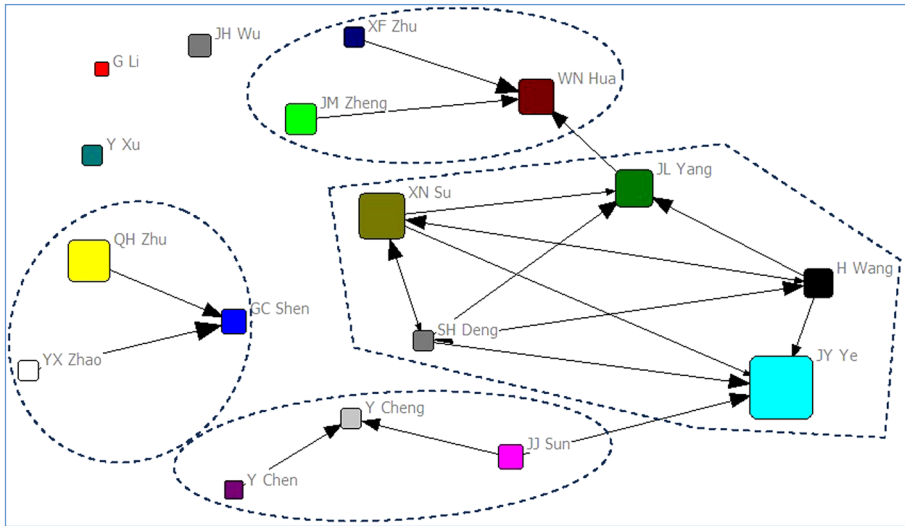 XF Zhu
JH Wu
G Li
WN Hua
JM Zheng
Y Xu
JL Yang
XN Su
QH Zhu
H Wang
GC Shen
SH Deng
YX Zhao
JY Ye
Y Cheng
JJ Sun
Y Chen